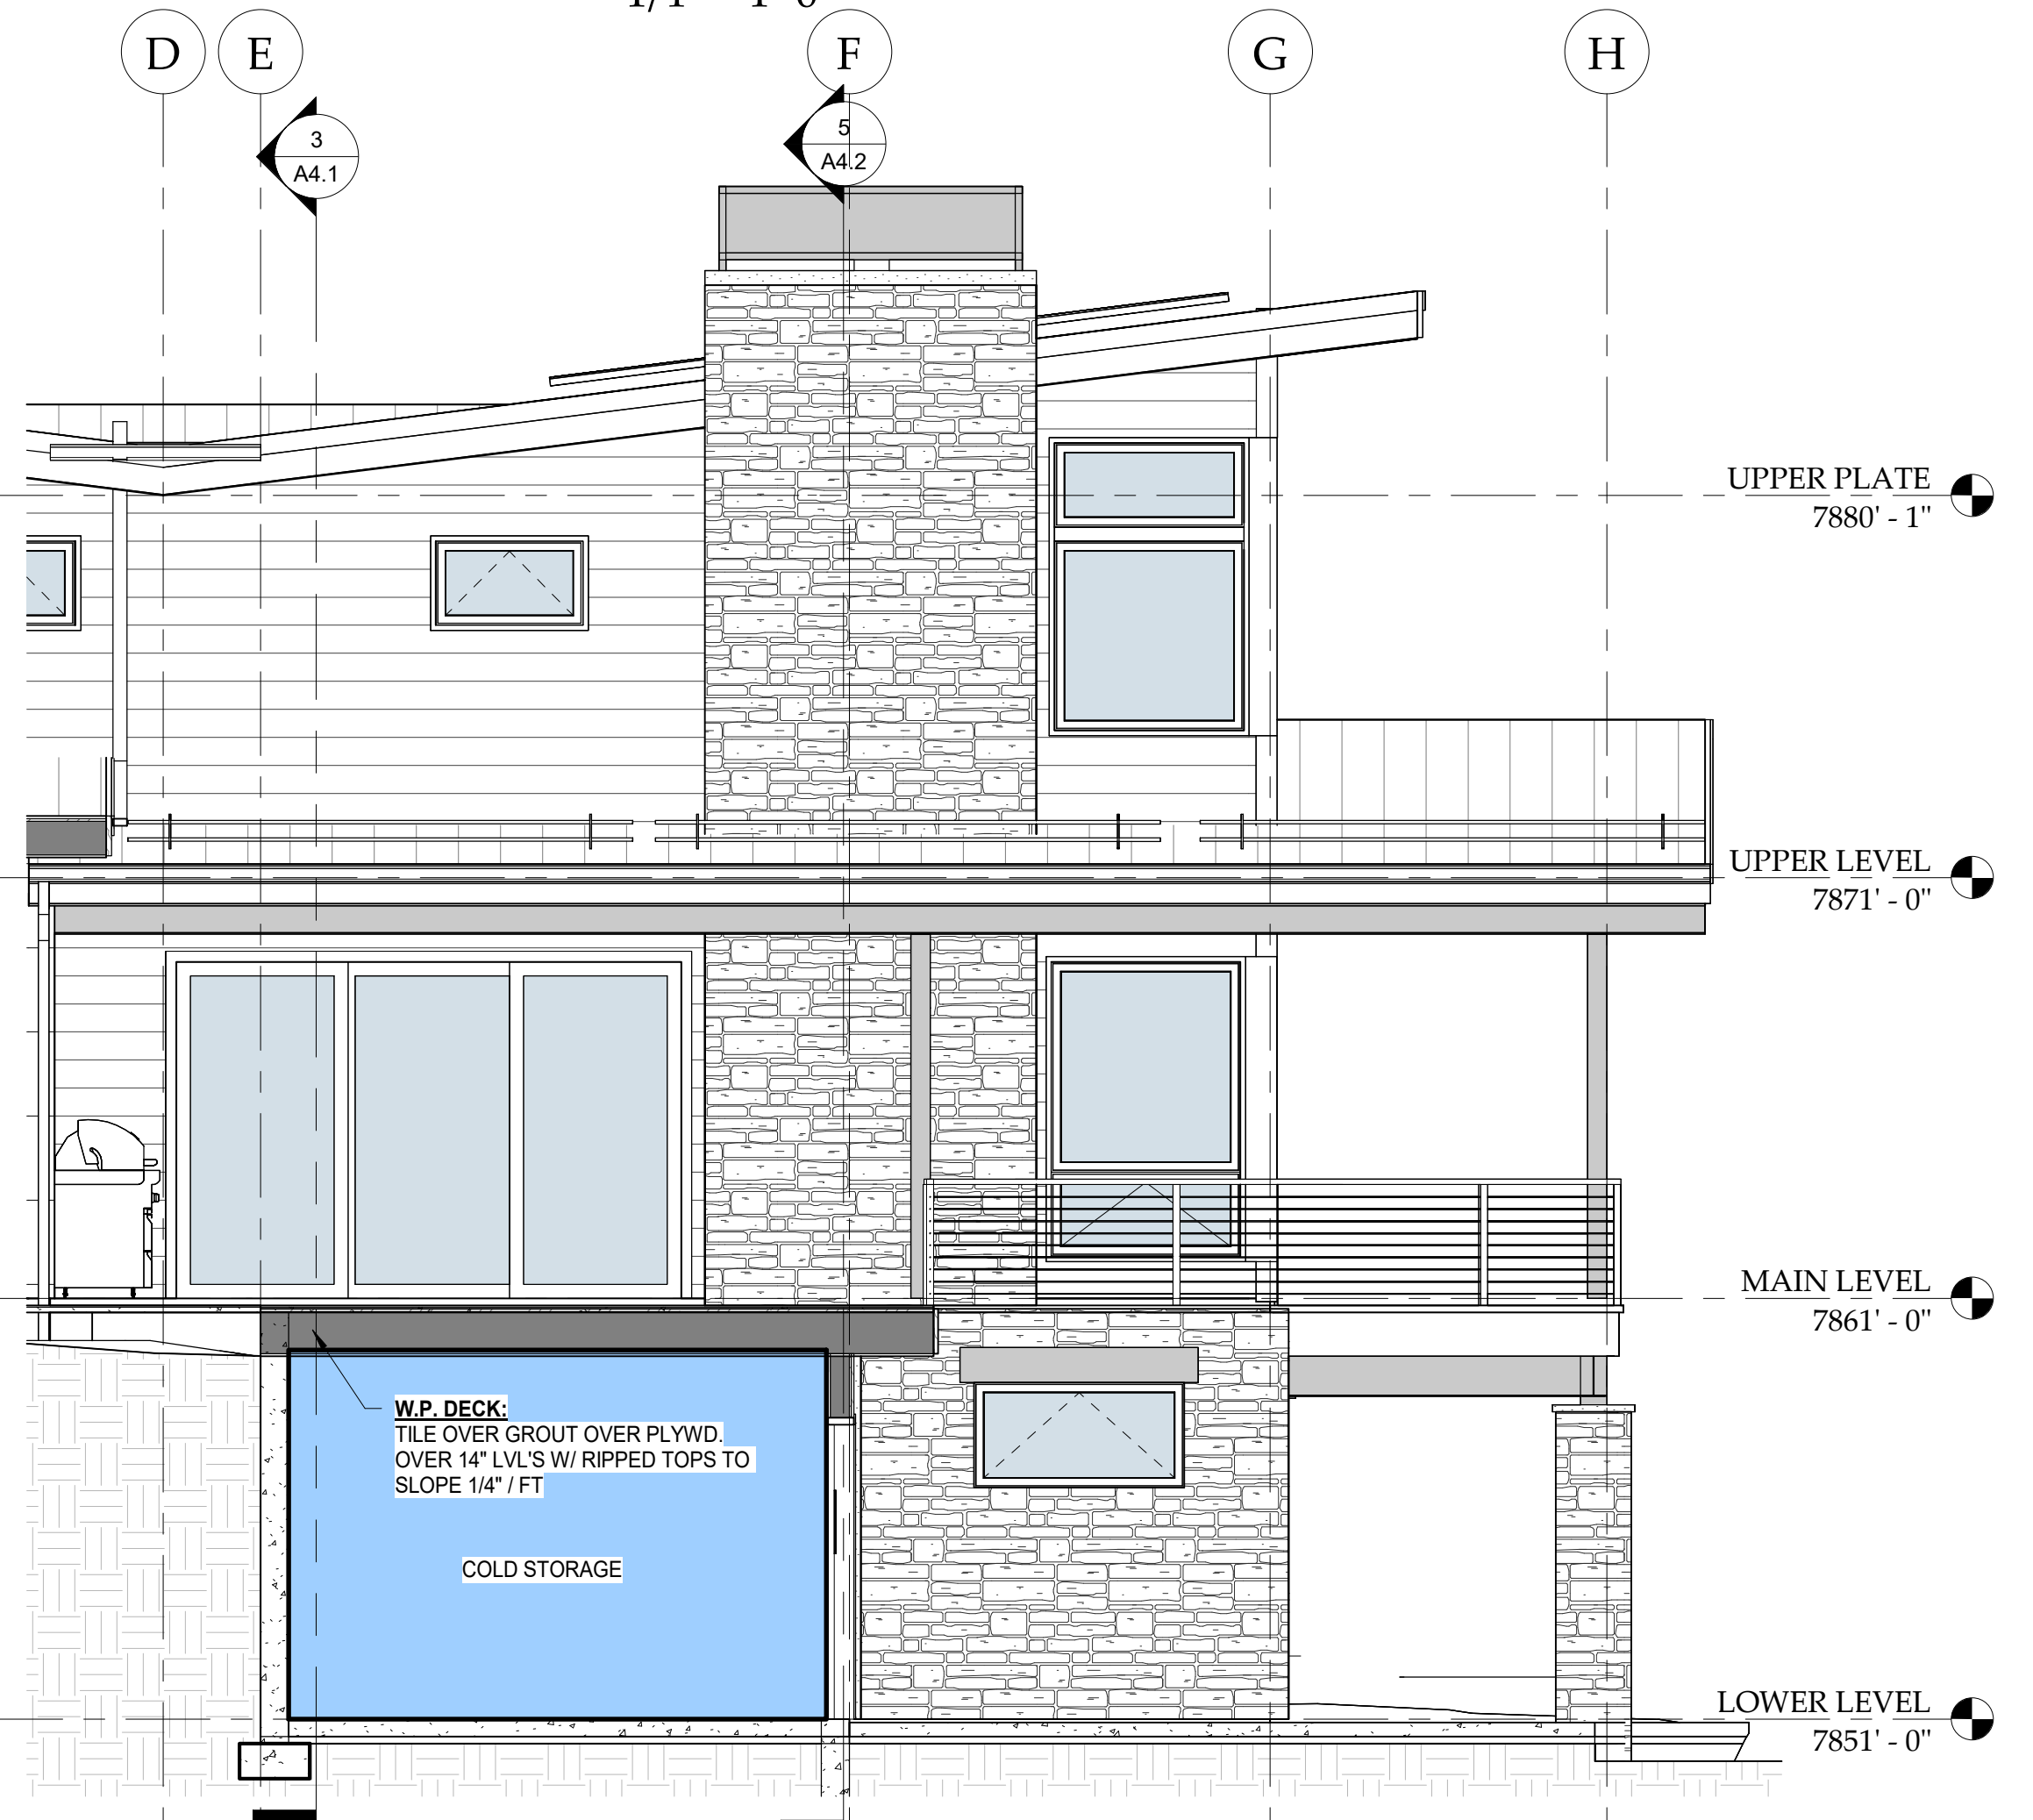 D
E
F
G
H
3
A4.1
5
A4.2
UPPER PLATE
7880' - 1"
UPPER LEVEL
7871' - 0"
MAIN LEVEL
7861' - 0"
W.P. DECK:
TILE OVER GROUT OVER PLYWD.
OVER 14" LVL'S W/ RIPPED TOPS TO
SLOPE 1/4" / FT
COLD STORAGE
LOWER LEVEL
7851' - 0"